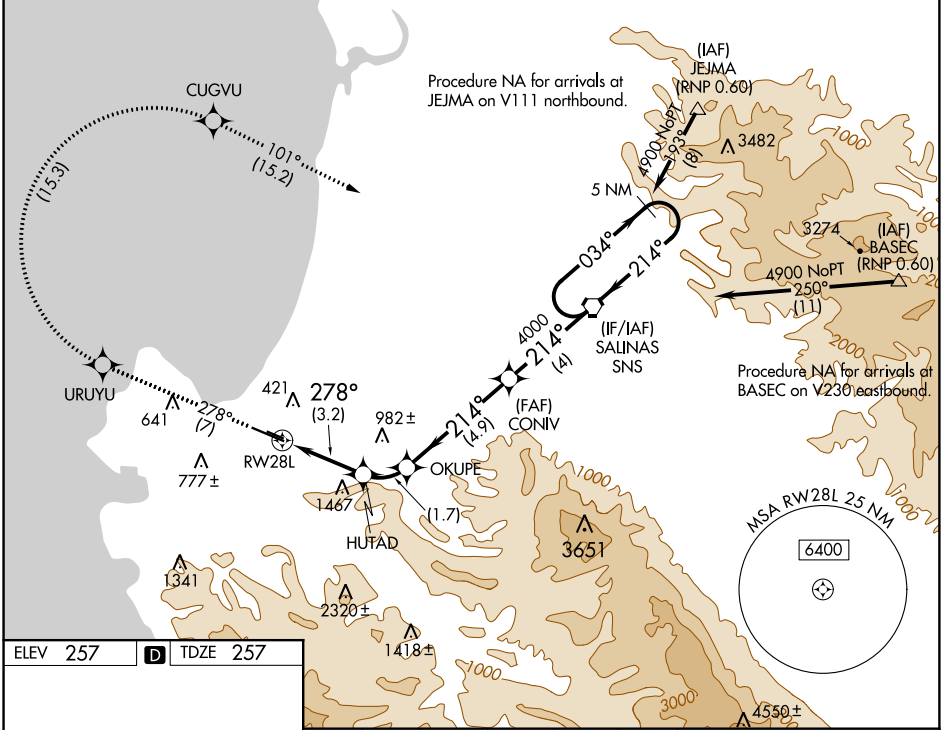 CUGVU
101°
(15.2)
(15.3)
Procedure NA for arrivals at
JEJMA on V111 northbound.
(IAF)
JEJMA
(RNP 0.60)
4900 NoPT
193°
(8)
3482
1000
5 NM
034°
214°
3274
(IAF)
BASEC
(RNP 0.60)
4900 NoPT
250°
(11)
1000
2000
4000
214°
(4)
(IF/IAF)
SALINAS
SNS
Procedure NA for arrivals at
BASEC on V230 eastbound.
URUYU
641
278°
(7)
421
278°
(3.2)
982±
214°
(4.9)
(FAF)
CONIV
RW28L
777±
OKUPE
1467
(1.7)
HUTAD
1000
1000
3651
MSA RW28L 25 NM
6400
1341
2320±
1418±
1000
3000
4550±
ELEV 257
D
TDZE 257